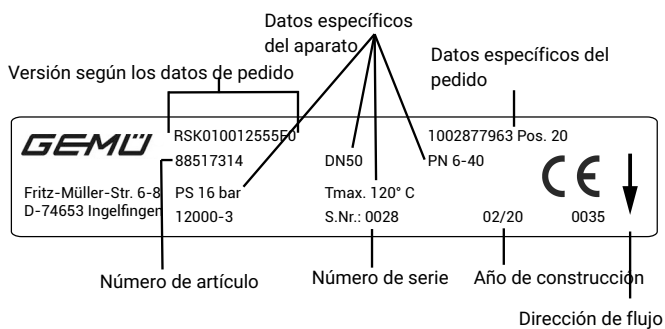 Datos específicos
del aparato
Datos específicos del
pedido
Versión según los datos de pedido
GEMÜ
RSK010012555F0
1002877963 Pos. 20
88517314
DN50
PN 6-40
CE
Fritz-Müller-Str. 6-8
PS 16 bar
Tmax. 120° C
D-74653 Ingelfingen
12000-3
S.Nr.: 0028
02/20
0035
Número de artículo
Número de serie
Año de construcción
Dirección de flujo